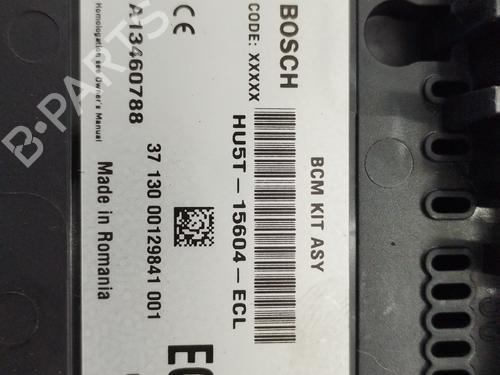 BOSCH
CODE: XXXXX
BCM KIT ASY
HU5T-15604-ECL
CE
A13460788
Homologation see Owner's Manual
37 130 00129841 001
Made in Romania
B-PARTS